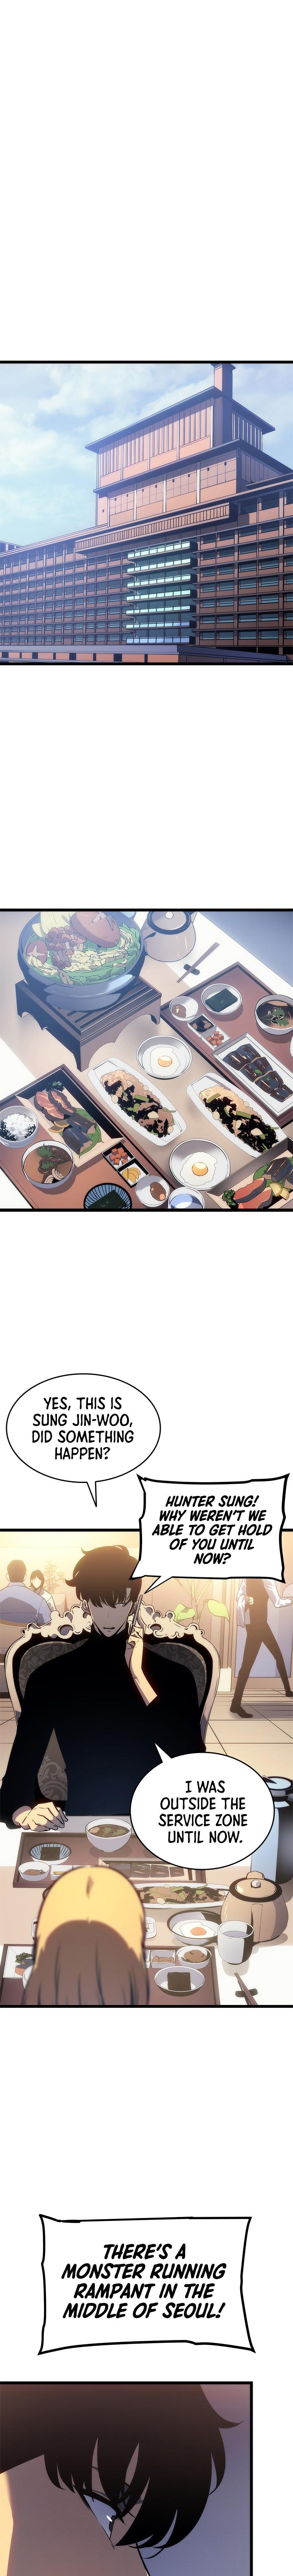 YES, THIS IS
SUNG JIN-WOO,
DID SOMETHING
HAPPEN?
HUNTER SUNG!
WHY WEREN'T WE
ABLE TO GET HOLD
OF YOU UNTIL
NOW?
I WAS
OUTSIDE THE
SERVICE ZONE
UNTIL NOW.
THERE'S A
MONSTER RUNNING
RAMPANT IN THE
MIDDLE OF SEOUL!